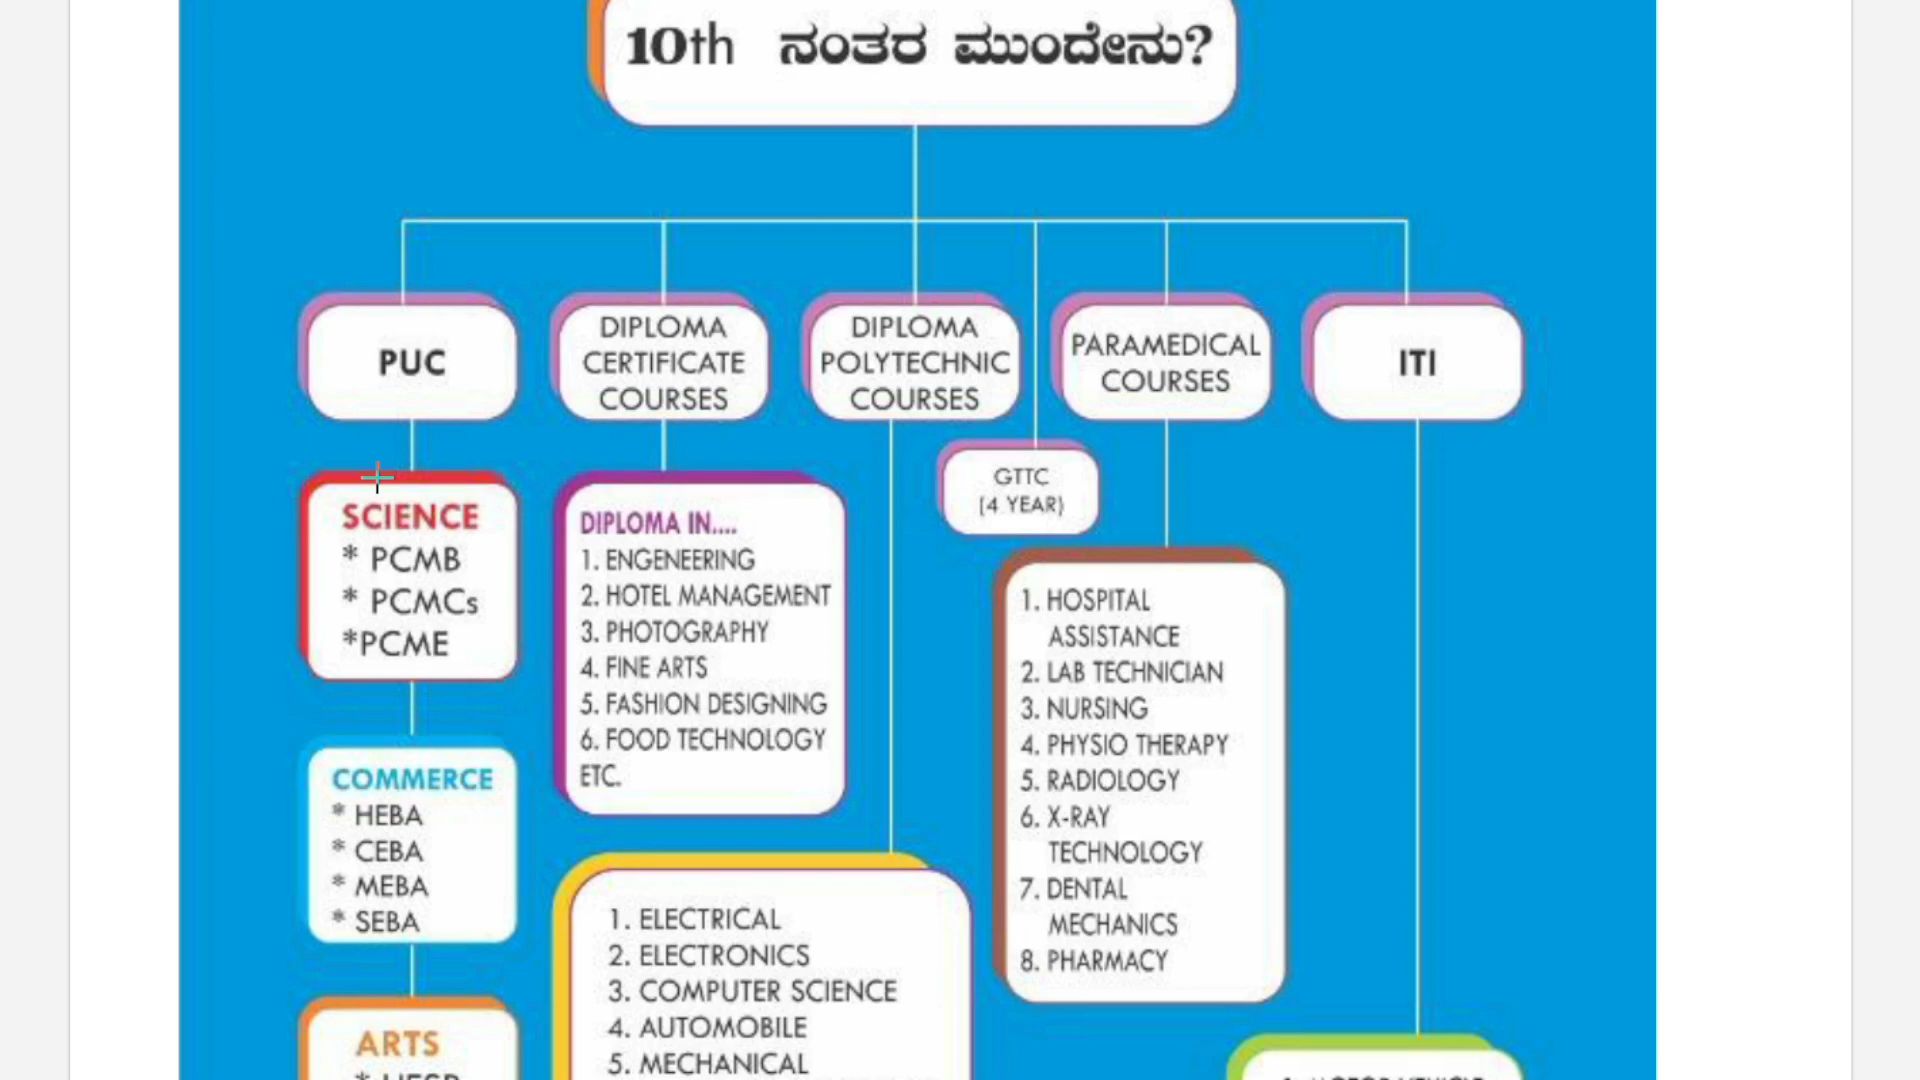 10th ನಂತರ ಮುಂದೇನು?
PUC
DIPLOMA
CERTIFICATE
COURSES
DIPLOMA
POLYTECHNIC
COURSES
PARAMEDICAL
COURSES
ITI
GTTC
(4 YEAR)
SCIENCE
* PCMB
* PCMCs
*PCME
DIPLOMA IN....
1. ENGENEERING
2. HOTEL MANAGEMENT
3. PHOTOGRAPHY
4. FINE ARTS
5. FASHION DESIGNING
6. FOOD TECHNOLOGY
ETC.
1. HOSPITAL
ASSISTANCE
2. LAB TECHNICIAN
3. NURSING
4. PHYSIO THERAPY
5. RADIOLOGY
6. X-RAY
TECHNOLOGY
7. DENTAL
MECHANICS
8. PHARMACY
COMMERCE
* HEBA
* CEBA
* MEBA
* SEBA
1. ELECTRICAL
2. ELECTRONICS
3. COMPUTER SCIENCE
4. AUTOMOBILE
5. MECHANICAL
ARTS